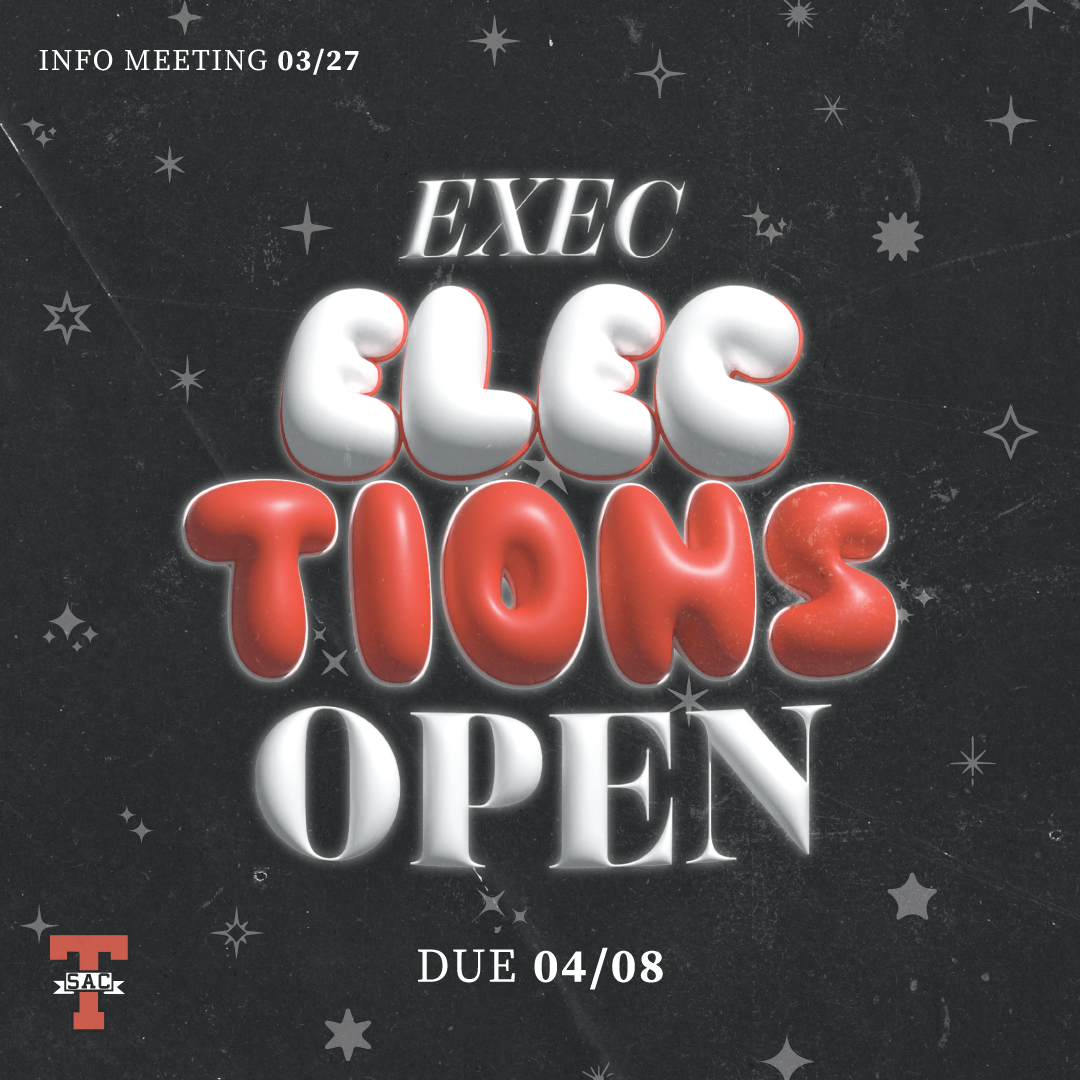 INFO MEETING 03/27
EXEC
ELEC
TIONS
OPEN
DUE 04/08
T
SAC